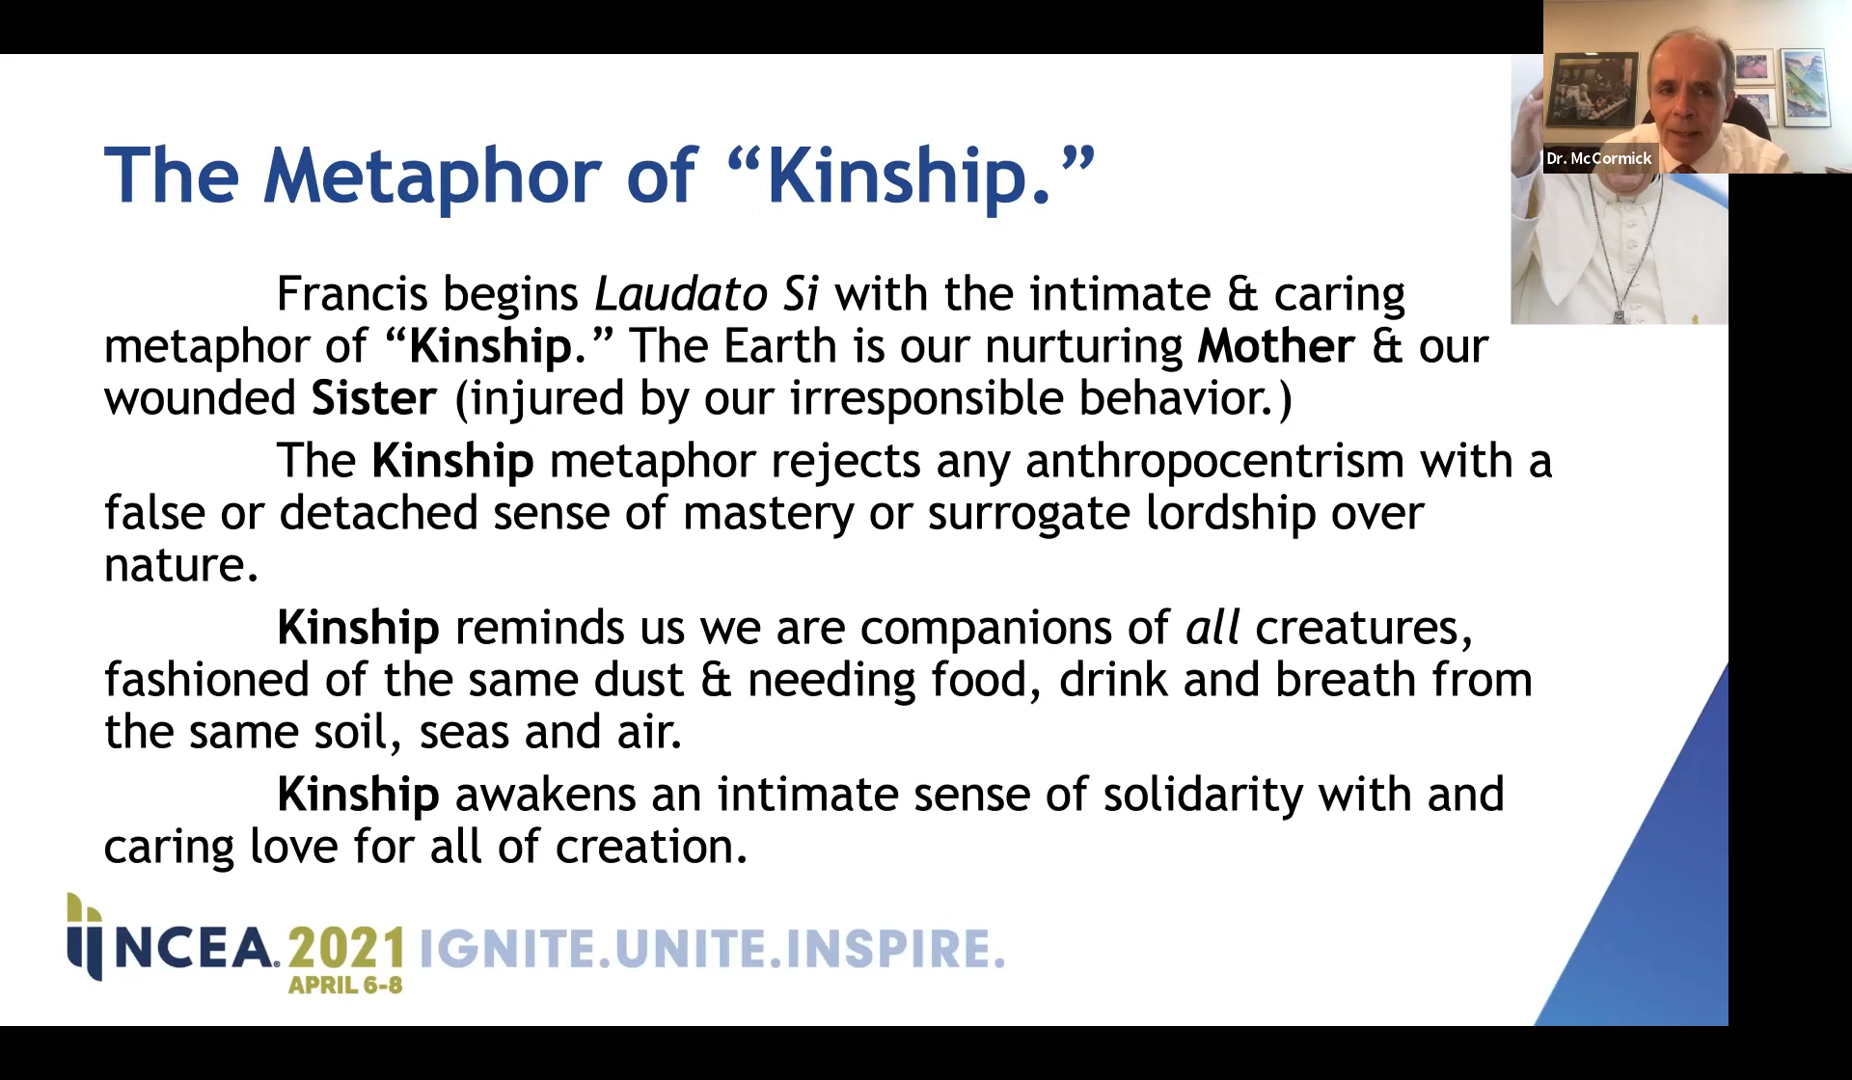 Dr. McCormick
The Metaphor of “Kinship.”
Francis begins Laudato Si with the intimate & caring
metaphor of “Kinship.” The Earth is our nurturing Mother & our
wounded Sister (injured by our irresponsible behavior.)
The Kinship metaphor rejects any anthropocentrism with a
false or detached sense of mastery or surrogate lordship over
nature.
Kinship reminds us we are companions of all creatures,
fashioned of the same dust & needing food, drink and breath from
the same soil, seas and air.
Kinship awakens an intimate sense of solidarity with and
caring love for all of creation.
NCEA® 2021 IGNITE.UNITE.INSPIRE.
APRIL 6-8